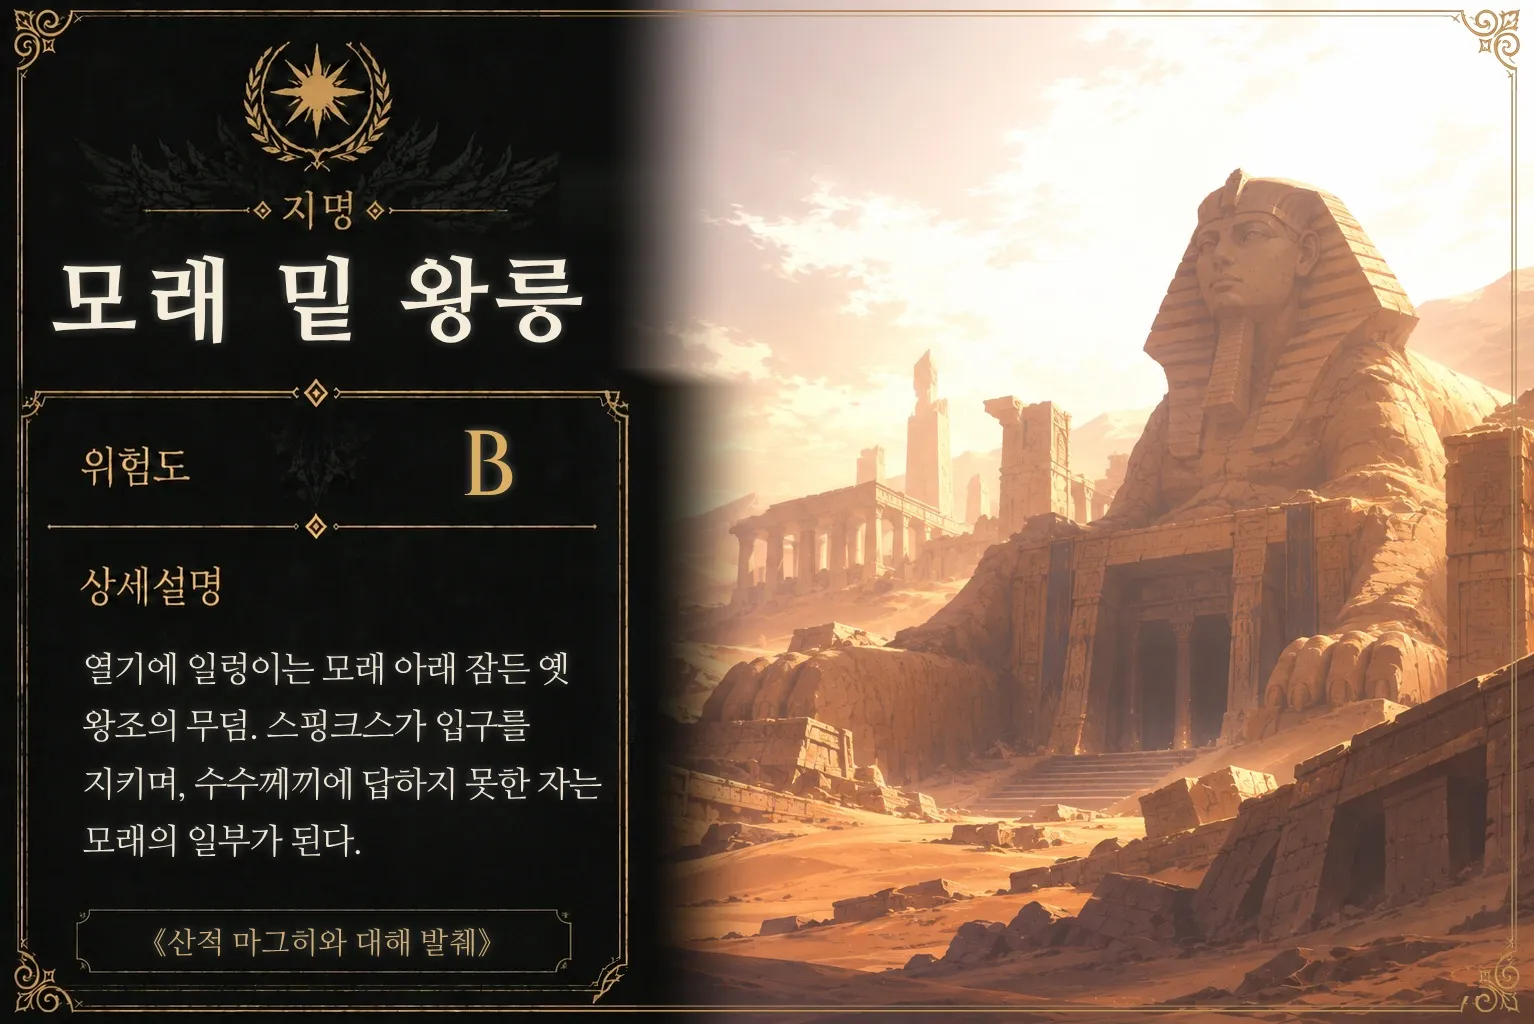 지명
모래 밑 왕릉
위험도 B
상세설명
열기에 일렁이는 모래 아래 잠든 옛
왕조의 무덤. 스핑크스가 입구를
지키며, 수수께끼에 답하지 못한 자는
모래의 일부가 된다.
《산적 마그히와 대해 발췌》